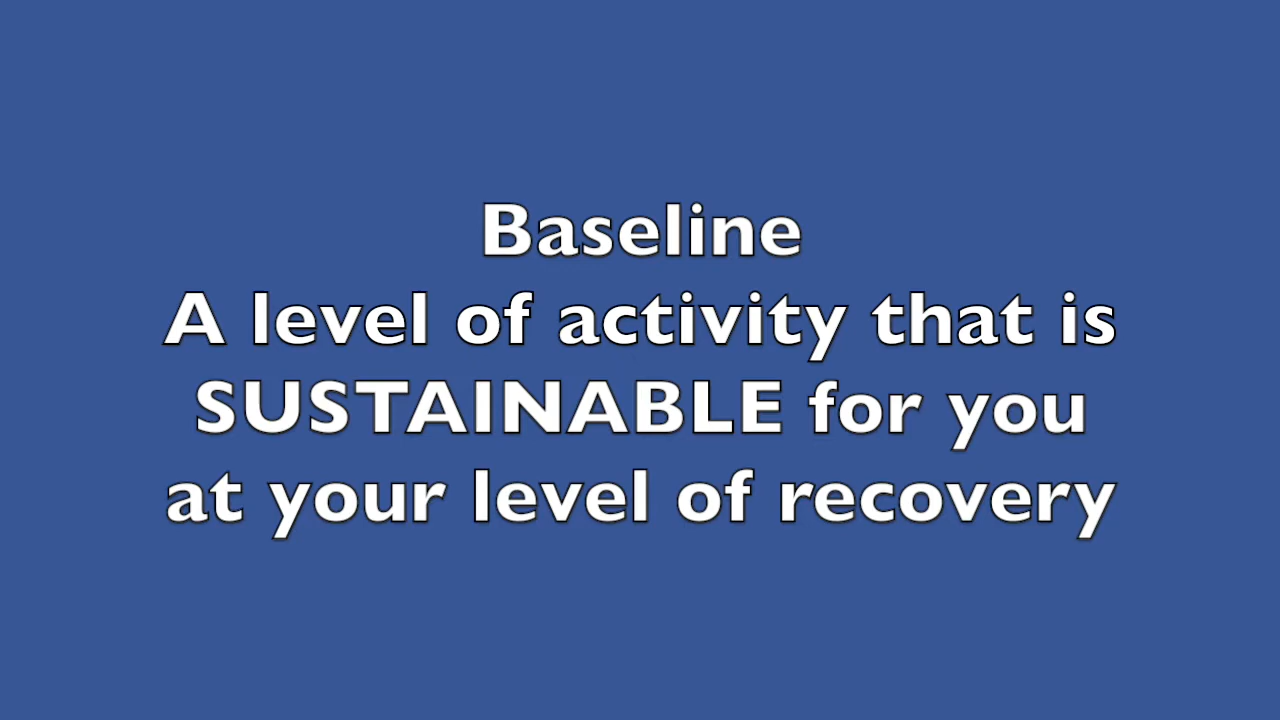 Baseline
A level of activity that is
SUSTAINABLE for you
at your level of recovery